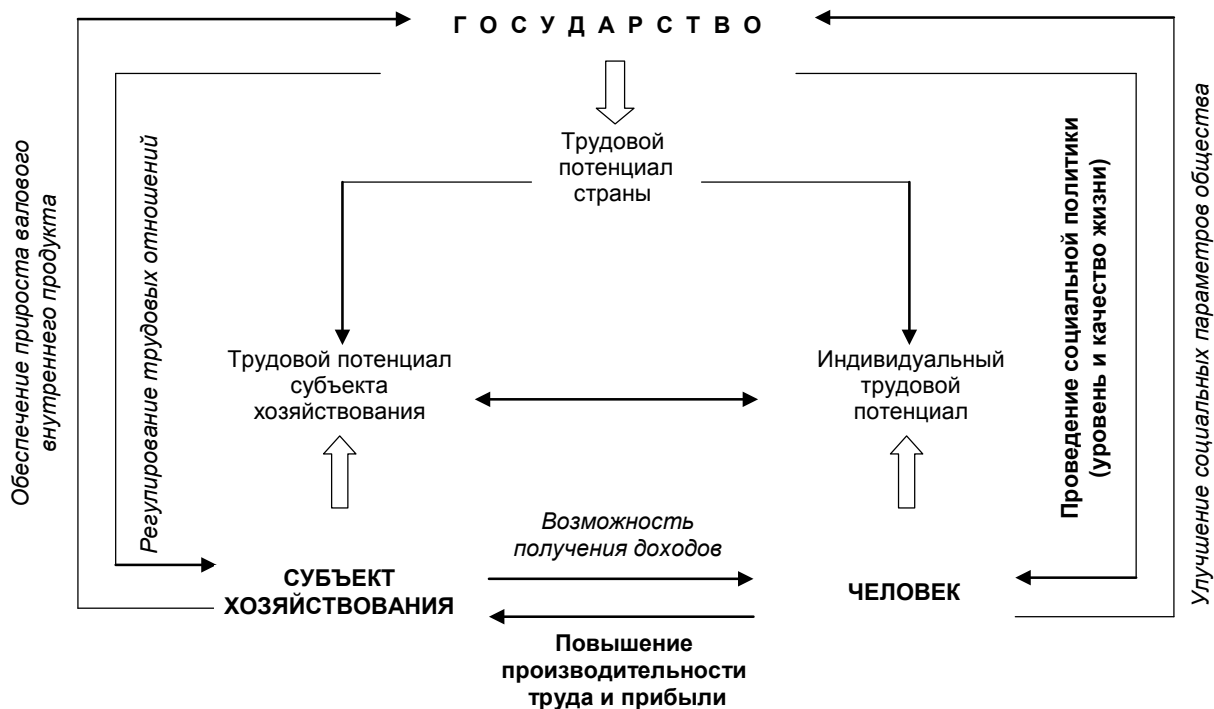 Г О С У Д А Р С Т В О
Трудовой
потенциал
страны
Обеспечение прироста валового
внутреннего продукта
Регулирование трудовых отношений
Проведение социальной политики
(уровень и качество жизни)
Улучшение социальных параметров общества
Трудовой потенциал
субъекта
хозяйствования
Индивидуальный
трудовой
потенциал
Возможность
получения доходов
СУБЪЕКТ
ХОЗЯЙСТВОВАНИЯ
ЧЕЛОВЕК
Повышение
производительности
труда и прибыли